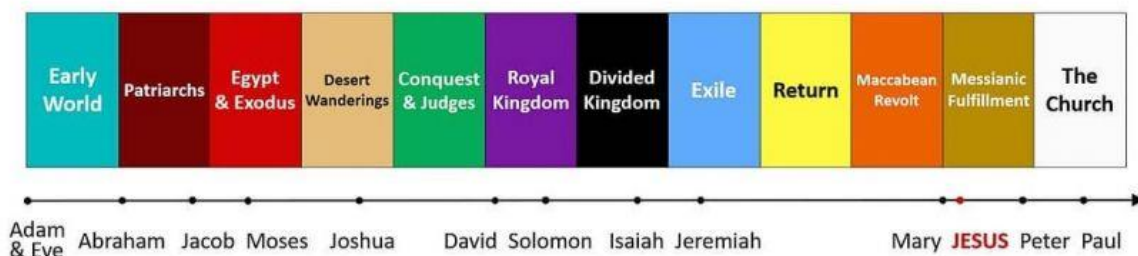 Early
World
Patriarchs
Egypt
& Exodus
Desert
Wanderings
Conquest
& Judges
Royal
Kingdom
Divided
Kingdom
Exile
Return
Maccabean
Revolt
Messianic
Fulfillment
The
Church
Adam
& Eve
Abraham
Jacob
Moses
Joshua
David
Solomon
Isaiah
Jeremiah
Mary
JESUS
Peter
Paul